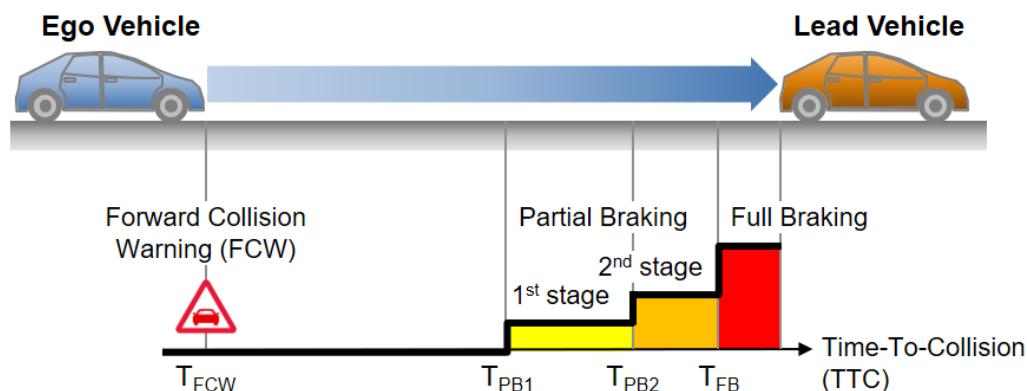 Ego Vehicle
Lead Vehicle
Forward Collision
Warning (FCW)
Partial Braking
Full Braking
1st stage
2nd stage
TFCW
TPB1
TPB2
TFB
Time-To-Collision
(TTC)